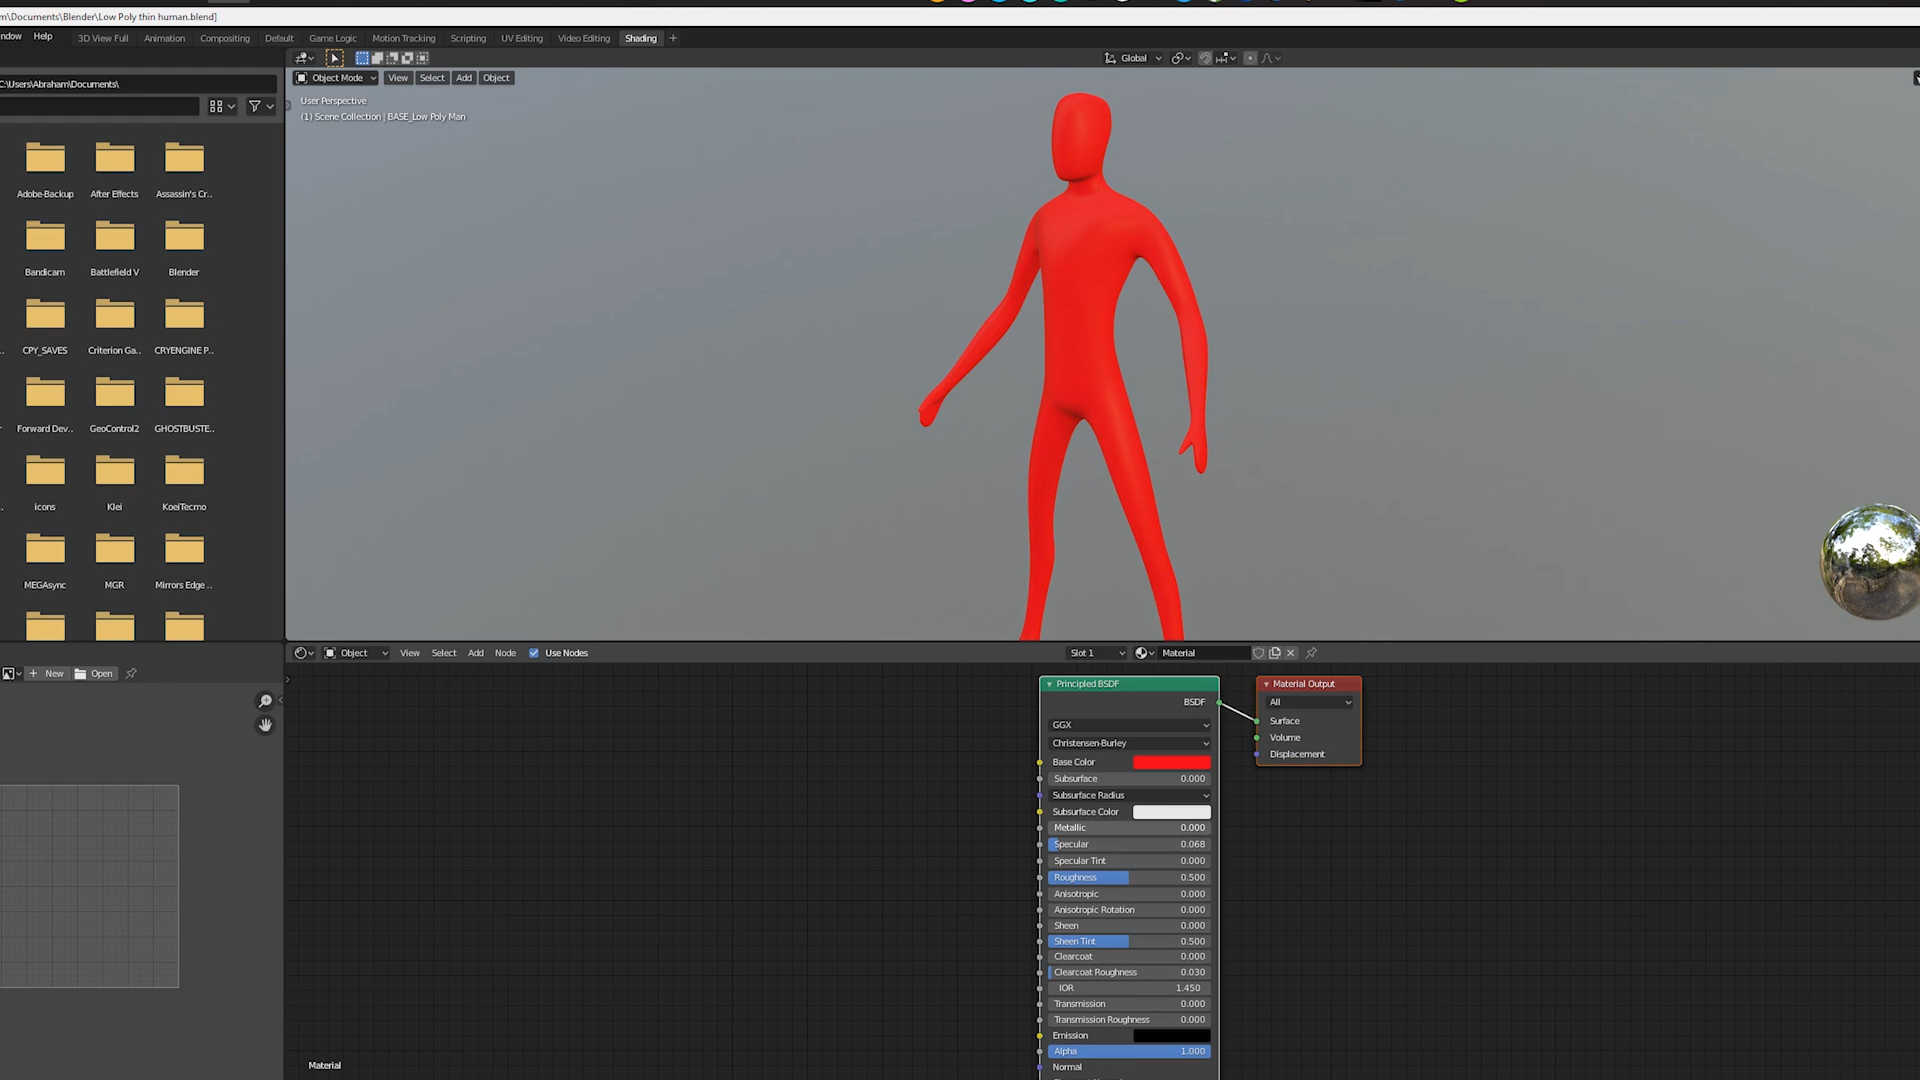 m\Documents\Blender\Low Poly thin human.blend]
ndow Help 3D View Full Animation Compositing Default Game Logic Motion Tracking Scripting UV Editing Video Editing Shading +
Global
C:\Users\Abraham\Documents\
Object Mode View Select Add Object
User Perspective
(1) Scene Collection | BASE_Low Poly Man
Adobe-Backup After Effects Assassin's Cr..
Bandicam Battlefield V Blender
CPY_SAVES Criterion Ga.. CRYENGINE P..
Forward Dev.. GeoControl2 GHOSTBUSTE..
icons Klei KoeiTecmo
MEGAsync MGR Mirrors Edge ..
Object View Select Add Node Use Nodes Slot 1 Material
+ New Open
Principled BSDF
BSDF
GGX
Christensen-Burley
Base Color
Subsurface 0.000
Subsurface Radius
Subsurface Color
Metallic 0.000
Specular 0.068
Specular Tint 0.000
Roughness 0.500
Anisotropic 0.000
Anisotropic Rotation 0.000
Sheen 0.000
Sheen Tint 0.500
Clearcoat 0.000
Clearcoat Roughness 0.030
IOR 1.450
Transmission 0.000
Transmission Roughness 0.000
Emission
Alpha 1.000
Normal
Material Output
All
Surface
Volume
Displacement
Material